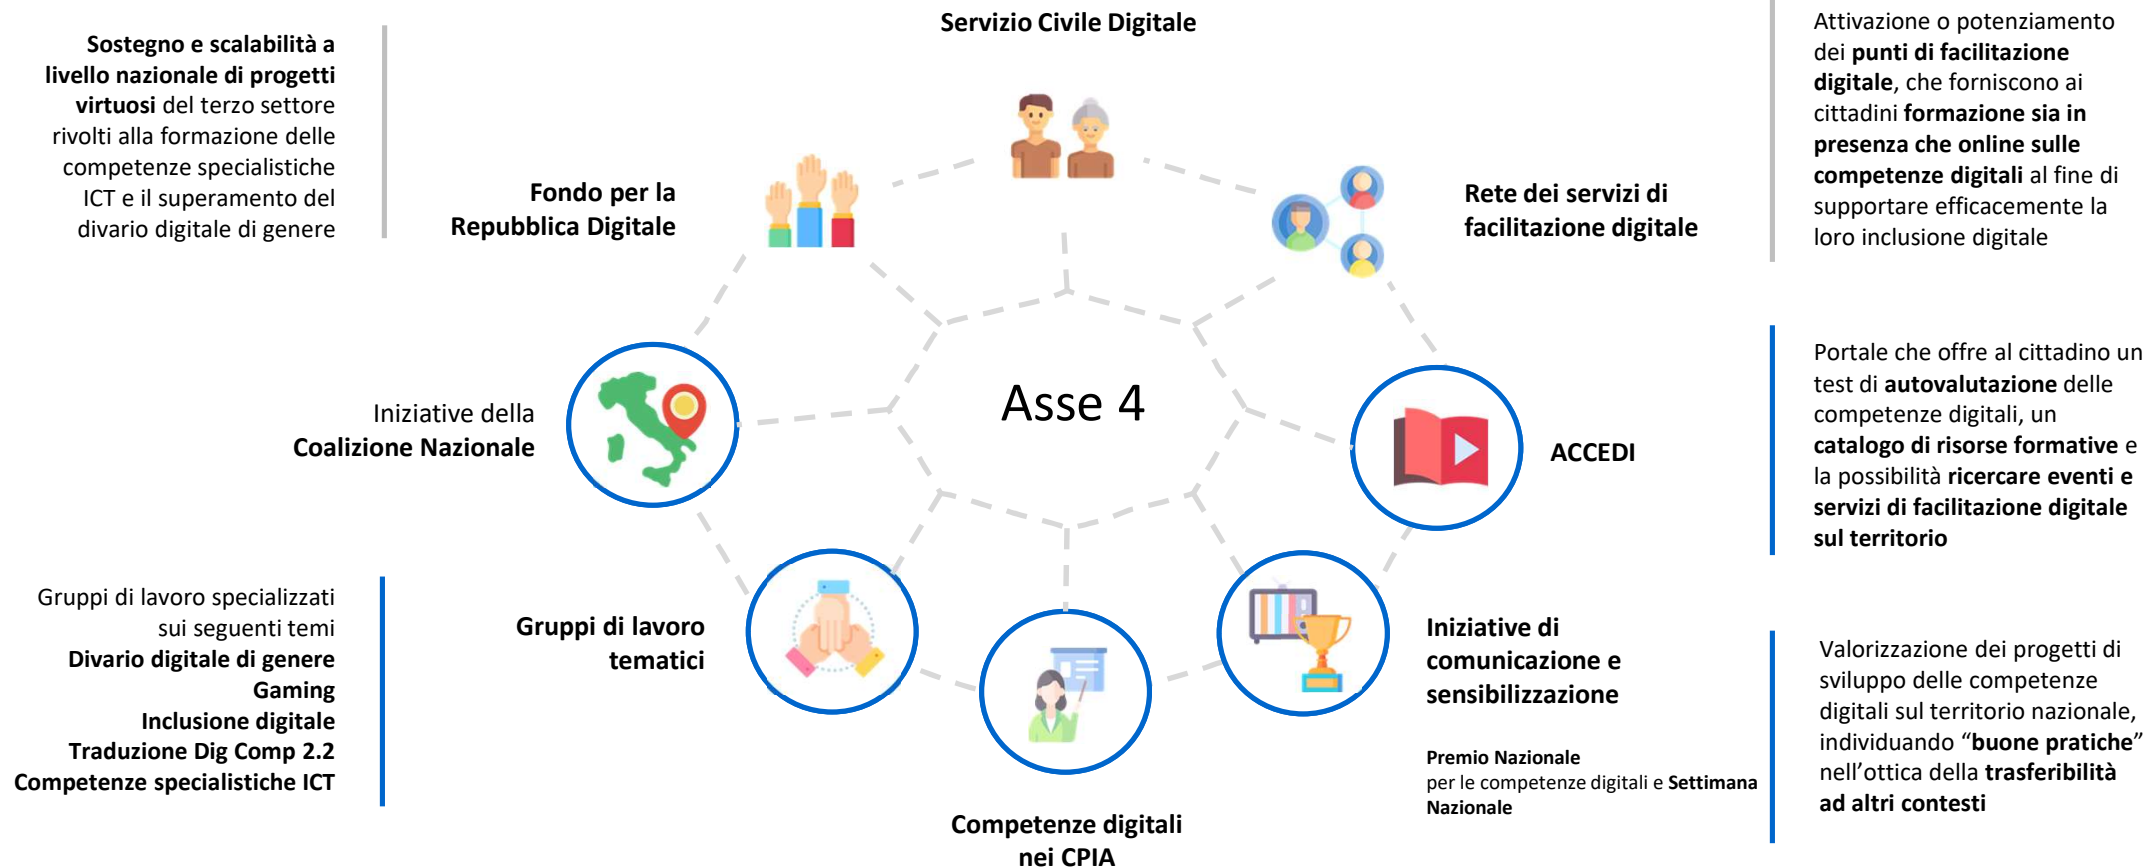 Servizio Civile Digitale
Sostegno e scalabilità a
livello nazionale di progetti
virtuosi del terzo settore
rivolti alla formazione delle
competenze specialistiche
ICT e il superamento del
divario digitale di genere
Fondo per la
Repubblica Digitale
Rete dei servizi di
facilitazione digitale
Attivazione o potenziamento
dei punti di facilitazione
digitale, che forniscono ai
cittadini formazione sia in
presenza che online sulle
competenze digitali al fine di
supportare efficacemente la
loro inclusione digitale
Iniziative della
Coalizione Nazionale
Asse 4
ACCEDI
Portale che offre al cittadino un
test di autovalutazione delle
competenze digitali, un
catalogo di risorse formative e
la possibilità ricercare eventi e
servizi di facilitazione digitale
sul territorio
Gruppi di lavoro specializzati
sui seguenti temi
Divario digitale di genere
Gaming
Inclusione digitale
Traduzione Dig Comp 2.2
Competenze specialistiche ICT
Gruppi di lavoro
tematici
Competenze digitali
nei CPIA
Iniziative di
comunicazione e
sensibilizzazione
Premio Nazionale
per le competenze digitali e Settimana
Nazionale
Valorizzazione dei progetti di
sviluppo delle competenze
digitali sul territorio nazionale,
individuando “buone pratiche”
nell’ottica della trasferibilità
ad altri contesti